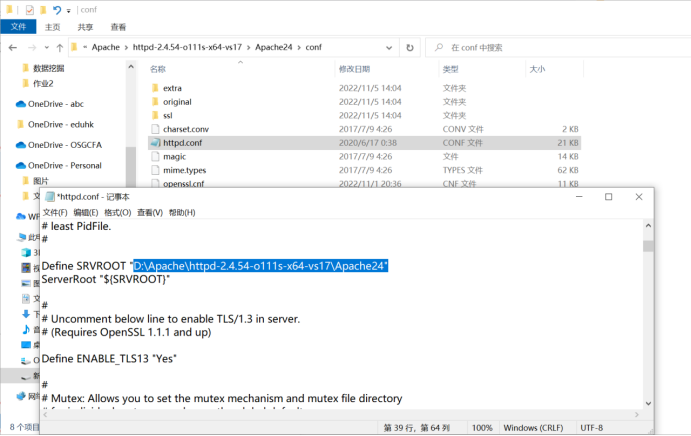 conf
文件
主页
共享
查看
« Apache > httpd-2.4.54-o111s-x64-vs17 > Apache24 > conf
在 conf 中搜索
数据挖掘
作业2
OneDrive - abc
OneDrive - eduhk
OneDrive - OSGCFA
OneDrive - Personal
图片
名称 修改日期 类型 大小
extra 2022/11/5 14:04 文件夹
original 2022/11/5 14:04 文件夹
ssl 2022/11/5 14:04 文件夹
charset.conv 2017/7/9 4:26 CONV 文件 2 KB
httpd.conf 2020/6/17 0:38 CONF 文件 21 KB
magic 2017/7/9 4:26 文件 14 KB
mime.types 2017/7/9 4:26 TYPES 文件 62 KB
openssl.cnf 2022/11/1 20:36 CNF 文件 11 KB
8 个项目
*httpd.conf - 记事本
文件(F) 编辑(E) 格式(O) 查看(V) 帮助(H)
# least PidFile.
#
Define SRVROOT "D:\Apache\httpd-2.4.54-o111s-x64-vs17\Apache24"
ServerRoot "${SRVROOT}"
#
# Uncomment below line to enable TLS/1.3 in server.
# (Requires OpenSSL 1.1.1 and up)
Define ENABLE_TLS13 "Yes"
#
# Mutex: Allows you to set the mutex mechanism and mutex file directory
第 39 行，第 64 列 100% Windows (CRLF) UTF-8